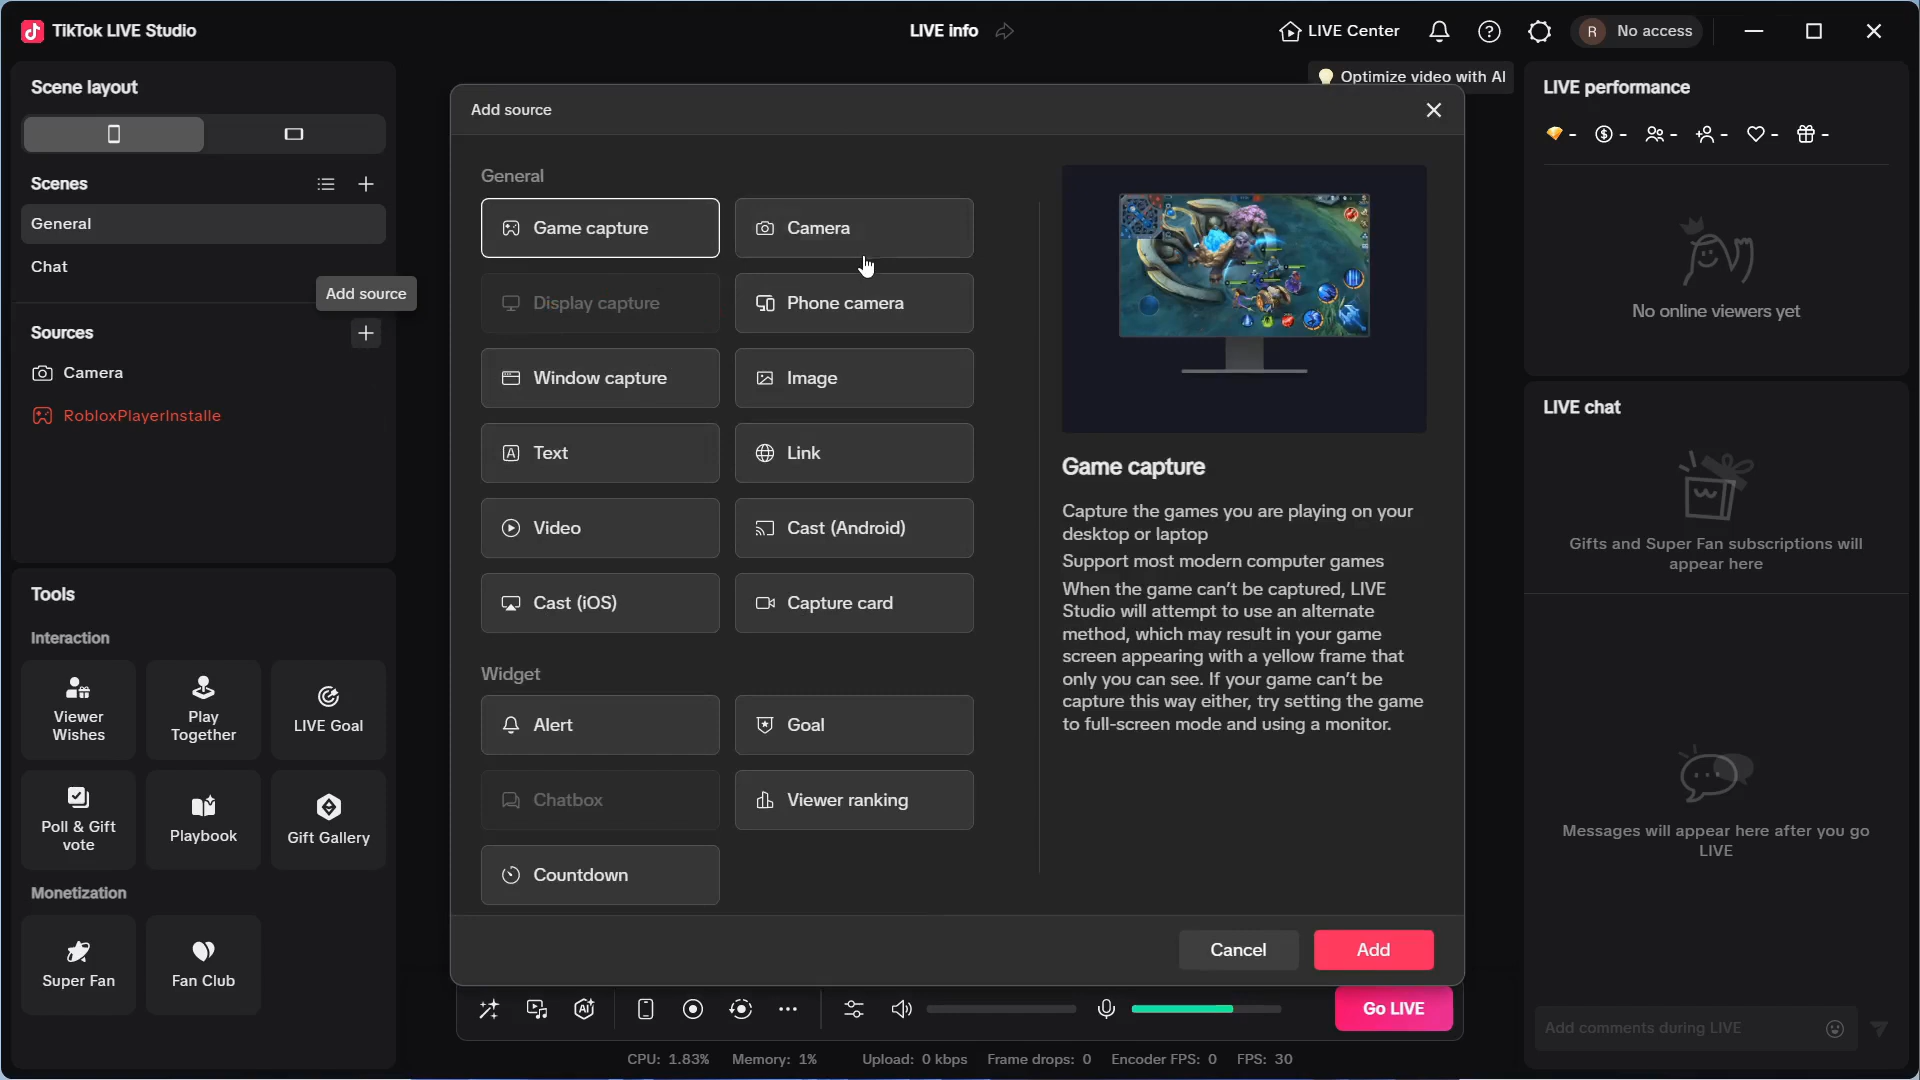 TikTok LIVE Studio
LIVE info
LIVE Center
R
No access
Scene layout
Scenes
General
Chat
Add source
Sources
Camera
RobloxPlayerInstalle
Tools
Interaction
Viewer
Wishes
Play
Together
LIVE Goal
Poll & Gift
vote
Playbook
Gift Gallery
Monetization
Super Fan
Fan Club
Optimize video with AI
Add source
General
Game capture
Camera
Display capture
Phone camera
Window capture
Image
Text
Link
Video
Cast (Android)
Cast (iOS)
Capture card
Widget
Alert
Goal
Chatbox
Viewer ranking
Countdown
Game capture
Capture the games you are playing on your
desktop or laptop
Support most modern computer games
When the game can't be captured, LIVE
Studio will attempt to use an alternate
method, which may result in your game
screen appearing with a yellow frame that
only you can see. If your game can't be
capture this way either, try setting the game
to full-screen mode and using a monitor.
Cancel
Add
Go LIVE
CPU: 1.83%
Memory: 1%
Upload: 0 kbps
Frame drops: 0
Encoder FPS: 0
FPS: 30
LIVE performance
-
-
-
-
-
-
No online viewers yet
LIVE chat
Gifts and Super Fan subscriptions will
appear here
Messages will appear here after you go
LIVE
Add comments during LIVE